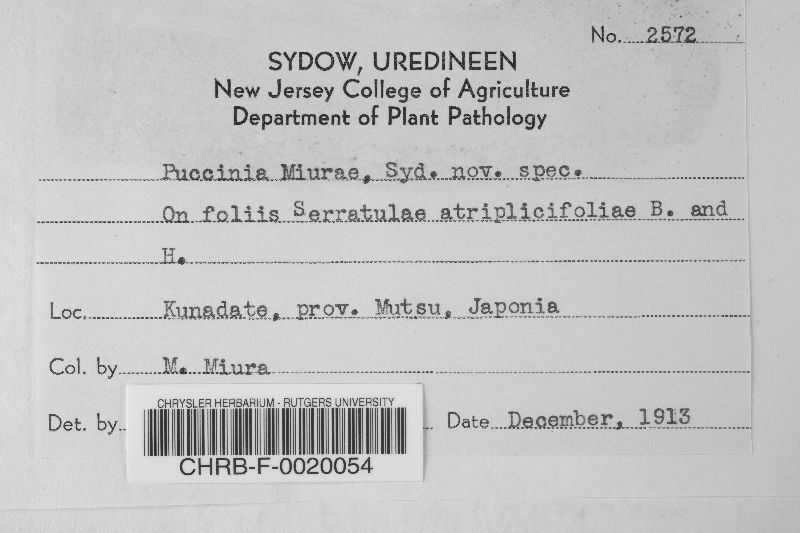 No. 2572
SYDOW, UREDINEEN
New Jersey College of Agriculture
Department of Plant Pathology
Puccinia Miurae, Syd. nov. spec.
On foliis Serratulae atriplicifoliae B. and
H.
Loc. Kunadate, prov. Mutsu, Japonia
Col. by M. Miura
Det. by Date December, 1913
CHRYSLER HERBARIUM - RUTGERS UNIVERSITY
CHRB-F-0020054